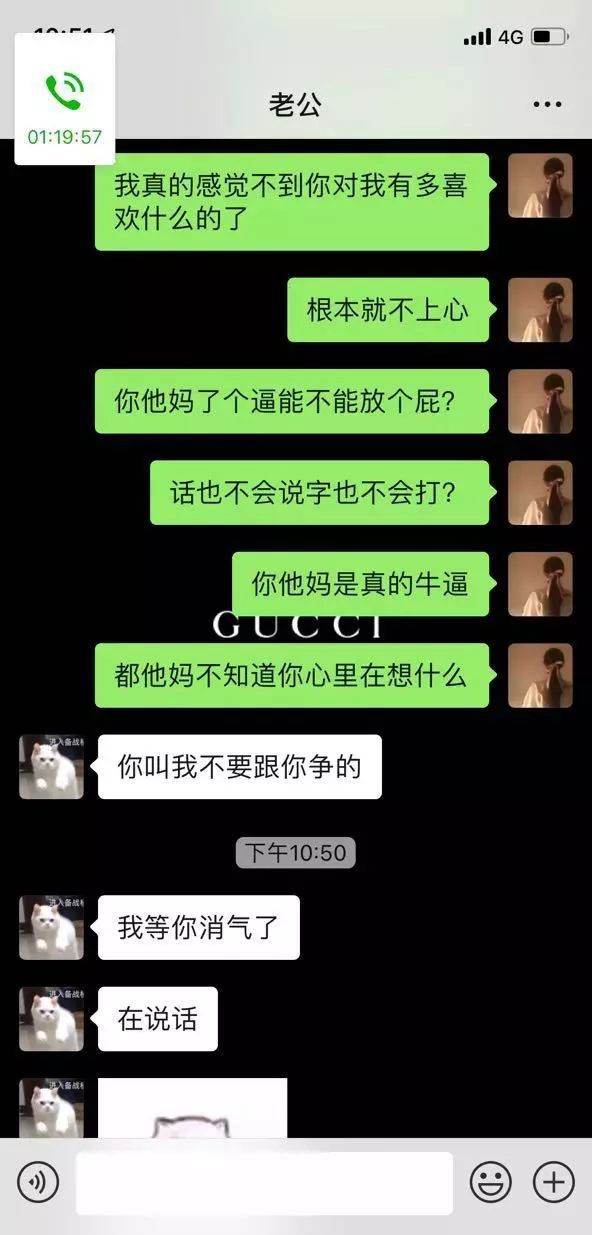 4G
01:19:57
老公
我真的感觉不到你对我有多喜
欢什么的了
根本就不上心
你他妈了个逼能不能放个屁?
话也不会说字也不会打?
你他妈是真的牛逼
GUCCI
都他妈不知道你心里在想什么
你叫我不要跟你争的
下午10:50
我等你消气了
在说话